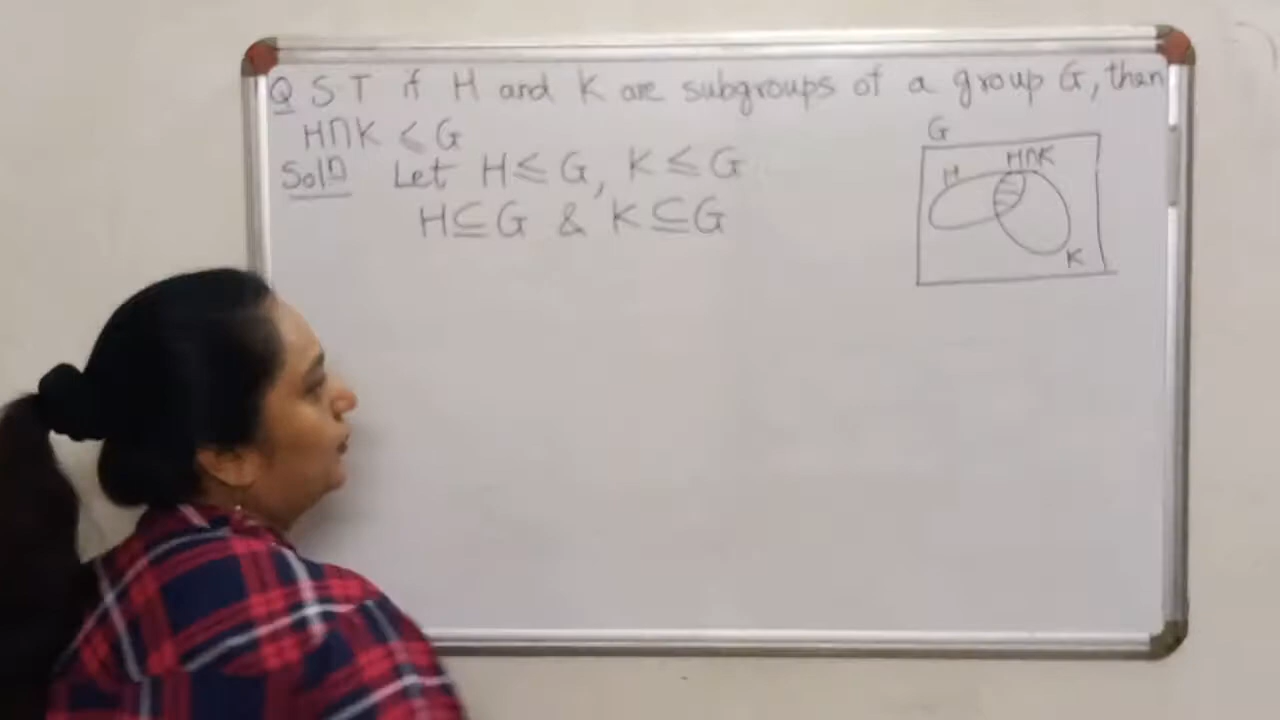 Q S T if H and K are subgroups of a group G, then
H∩K ≤ G
Solⁿ Let H ≤ G, K ≤ G
H ⊆ G & K ⊆ G
G
H∩K
H
K